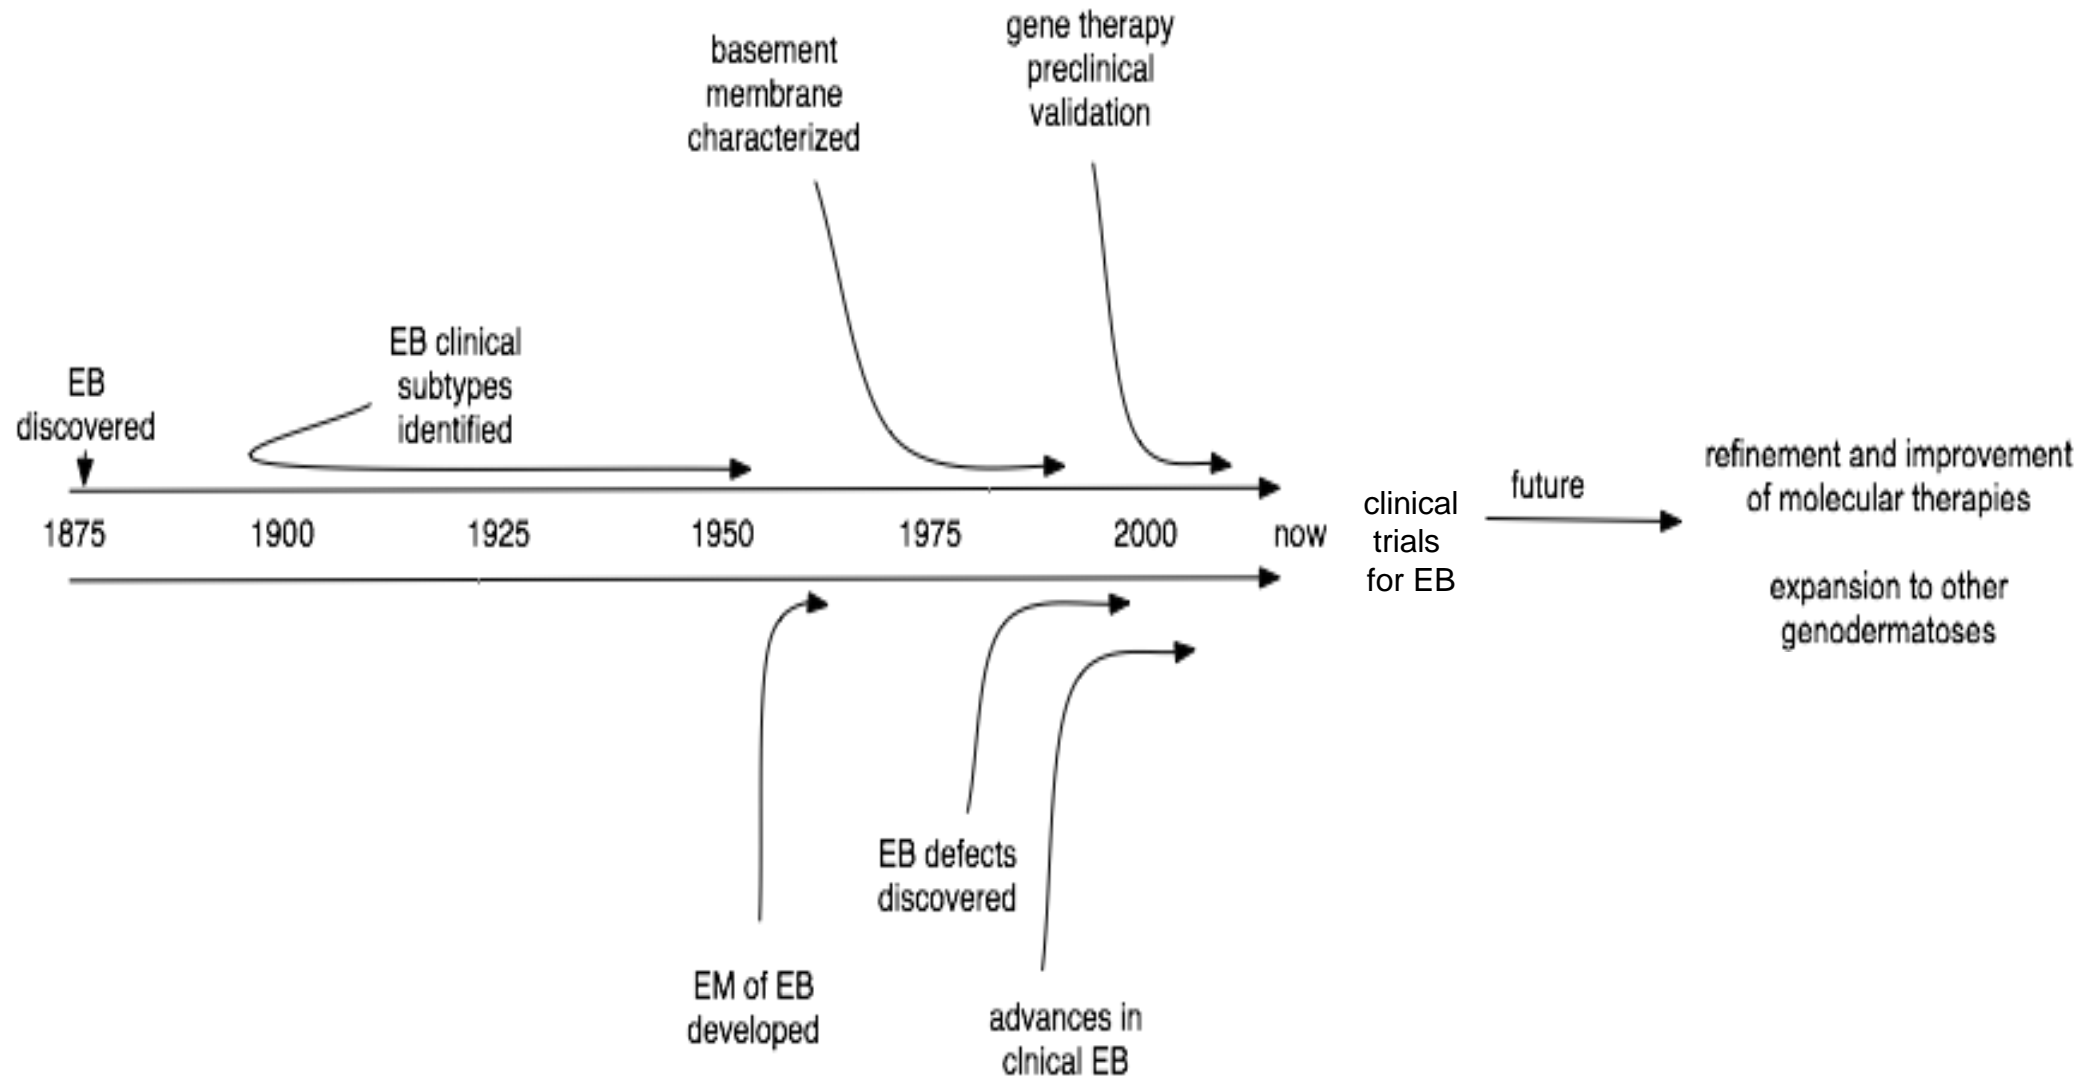 gene therapy
preclinical
validation
basement
membrane
characterized
EB clinical
subtypes
identified
EB
discovered
1875 1900 1925 1950 1975 2000 now
clinical
trials
for EB
future
refinement and improvement
of molecular therapies
expansion to other
genodermatoses
EB defects
discovered
EM of EB
developed
advances in
clnical EB